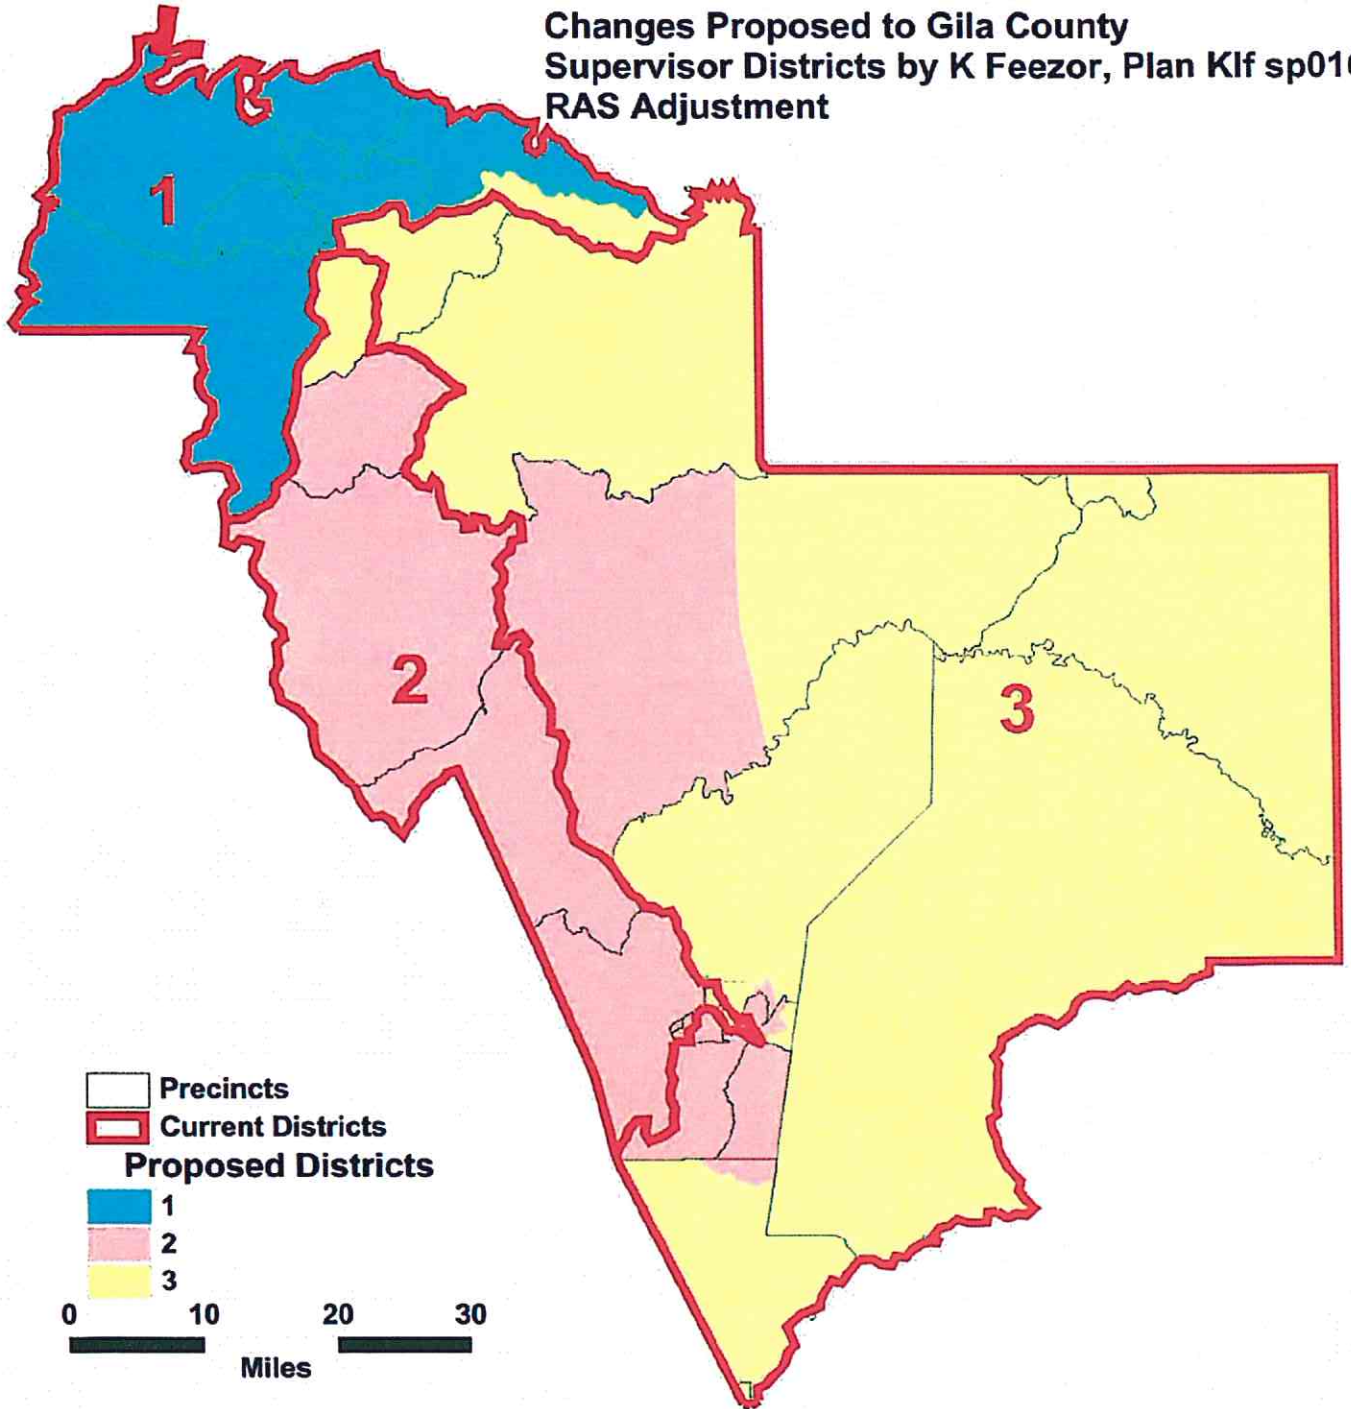 Changes Proposed to Gila County
Supervisor Districts by K Feezor, Plan Klf sp01
RAS Adjustment
1
2
3
Precincts
Current Districts
Proposed Districts
1
2
3
0 10 20 30
Miles